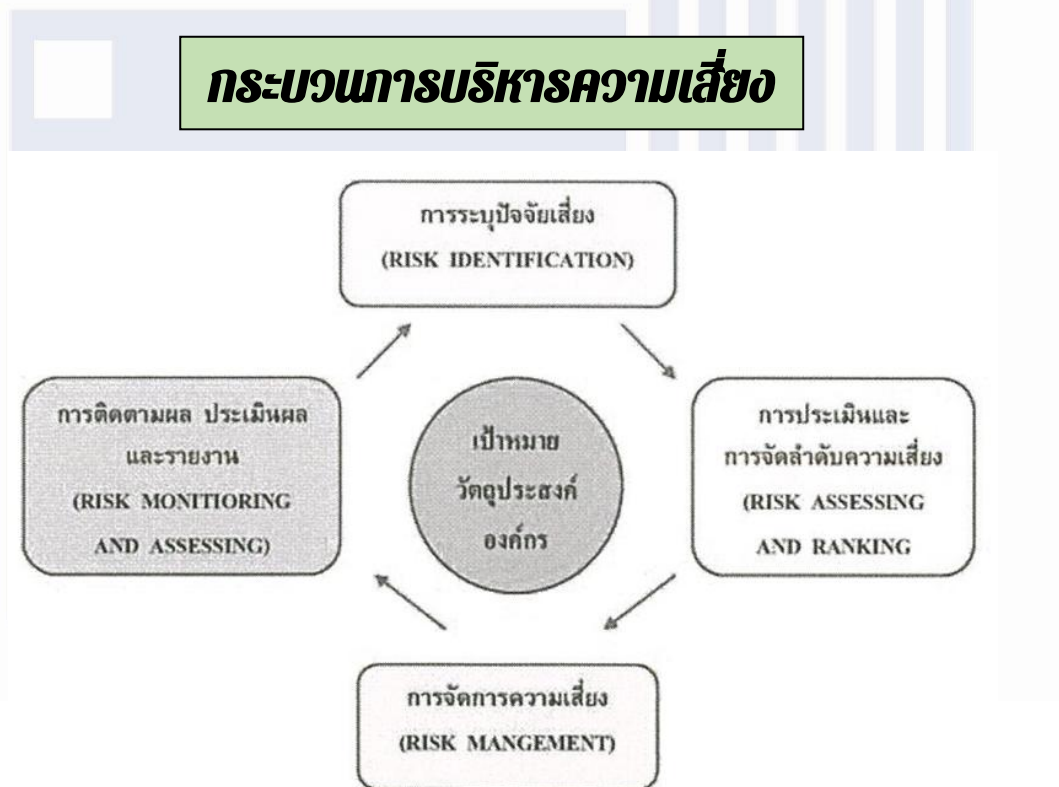 กระบวนการบริหารความเสี่ยง
การระบุปัจจัยเสี่ยง
(RISK IDENTIFICATION)
การติดตามผล ประเมินผล
และรายงาน
(RISK MONITIORING
AND ASSESSING)
เป้าหมาย
วัตถุประสงค์
องค์กร
การประเมินและ
การจัดลำดับความเสี่ยง
(RISK ASSESSING
AND RANKING
การจัดการความเสี่ยง
(RISK MANGEMENT)